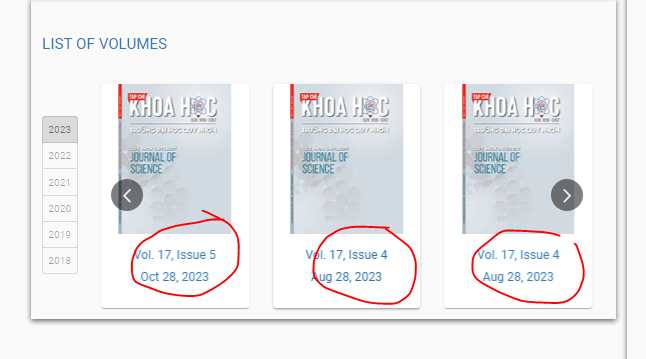 LIST OF VOLUMES
2023
2022
2021
2020
2019
2018
TẠP CHÍ
KHOA HỌC
TRƯỜNG ĐẠI HỌC QUY NHƠN
QUY NHON UNIVERSITY
JOURNAL OF
SCIENCE
Vol. 17, Issue 5
Oct 28, 2023
TẠP CHÍ
KHOA HỌC
TRƯỜNG ĐẠI HỌC QUY NHƠN
QUY NHON UNIVERSITY
JOURNAL OF
SCIENCE
Vol. 17, Issue 4
Aug 28, 2023
TẠP CHÍ
KHOA HỌC
TRƯỜNG ĐẠI HỌC QUY NHƠN
QUY NHON UNIVERSITY
JOURNAL OF
SCIENCE
Vol. 17, Issue 4
Aug 28, 2023